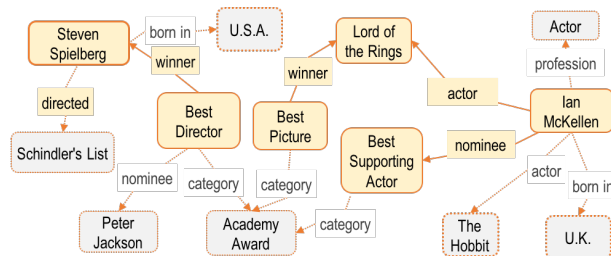 Steven
Spielberg
born in
U.S.A.
winner
directed
Schindler's List
Best
Director
nominee
category
Peter
Jackson
Academy
Award
Lord of
the Rings
winner
Best
Picture
category
Best
Supporting
Actor
category
Actor
profession
actor
Ian
McKellen
nominee
actor
born in
The
Hobbit
U.K.